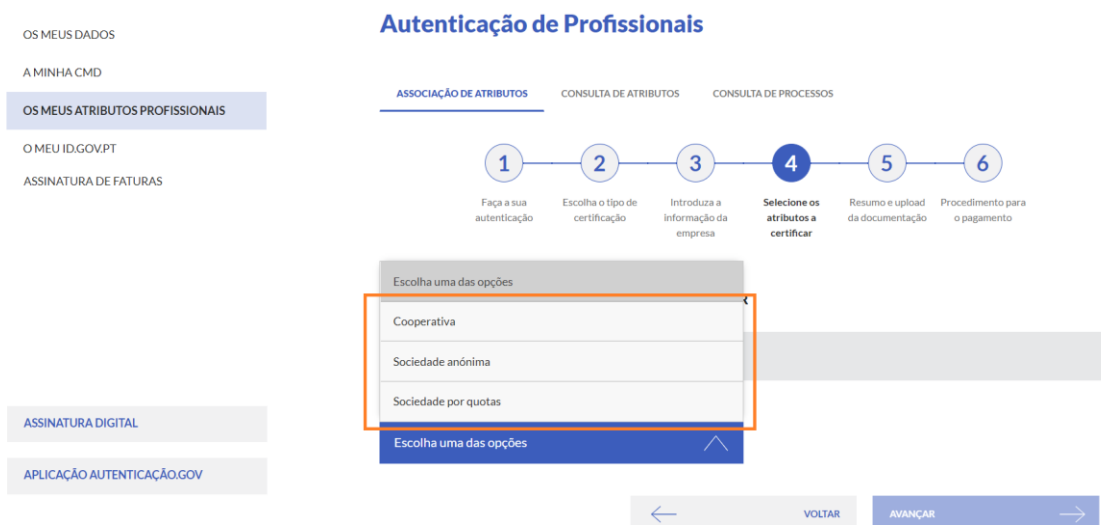 OS MEUS DADOS
A MINHA CMD
OS MEUS ATRIBUTOS PROFISSIONAIS
O MEU ID.GOV.PT
ASSINATURA DE FATURAS
ASSINATURA DIGITAL
APLICAÇÃO AUTENTICAÇÃO.GOV
Autenticação de Profissionais
ASSOCIAÇÃO DE ATRIBUTOS
CONSULTA DE ATRIBUTOS
CONSULTA DE PROCESSOS
1
Faça a sua
autenticação
2
Escolha o tipo de
certificação
3
Introduza a
informação da
empresa
4
Selecione os
atributos a
certificar
5
Resumo e upload
da documentação
6
Procedimento para
o pagamento
Escolha uma das opções
Cooperativa
Sociedade anónima
Sociedade por quotas
Escolha uma das opções
VOLTAR
AVANÇAR